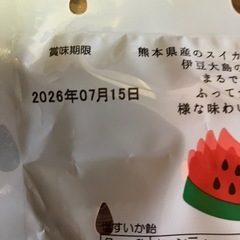 賞味期限
2026年07月15日
熊本県産のスイカ
伊豆大島の
まるで
ふって
様な味わい
塩すいか飴